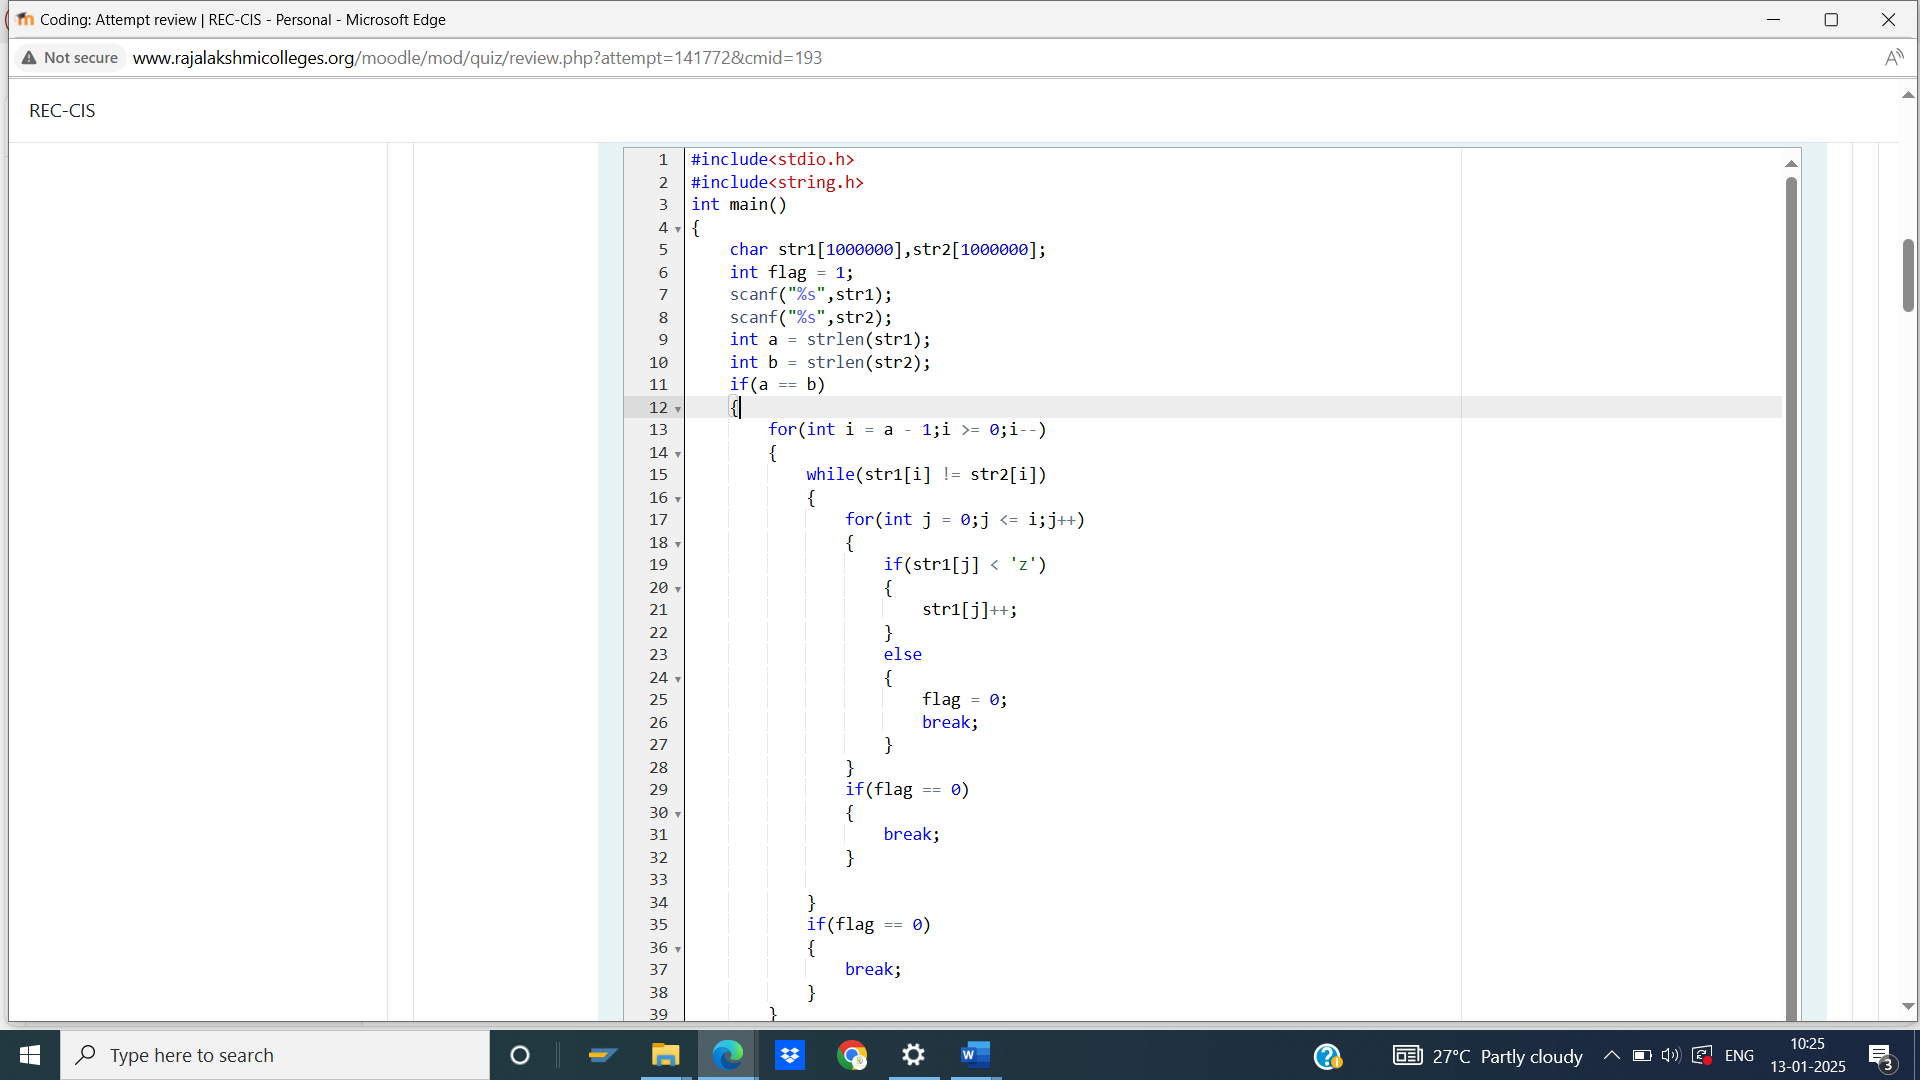 Coding: Attempt review | REC-CIS - Personal - Microsoft Edge
Not secure www.rajalakshmicolleges.org/moodle/mod/quiz/review.php?attempt=141772&cmid=193
REC-CIS
1 #include<stdio.h>
2 #include<string.h>
3 int main()
4 {
5 char str1[1000000],str2[1000000];
6 int flag = 1;
7 scanf("%s",str1);
8 scanf("%s",str2);
9 int a = strlen(str1);
10 int b = strlen(str2);
11 if(a == b)
12 {
13 for(int i = a - 1;i >= 0;i--)
14 {
15 while(str1[i] != str2[i])
16 {
17 for(int j = 0;j <= i;j++)
18 {
19 if(str1[j] < 'z')
20 {
21 str1[j]++;
22 }
23 else
24 {
25 flag = 0;
26 break;
27 }
28 }
29 if(flag == 0)
30 {
31 break;
32 }
33
34 }
35 if(flag == 0)
36 {
37 break;
38 }
39 }
Type here to search
27°C Partly cloudy
ENG
10:25
13-01-2025
3